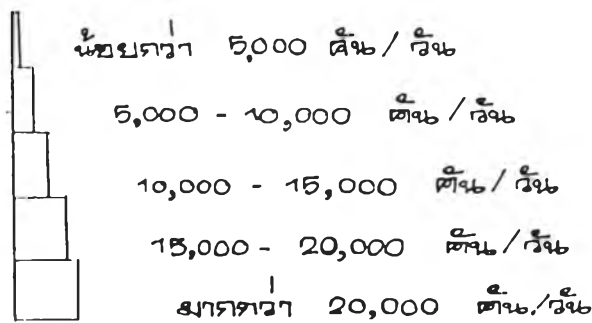 น้อยกว่า 5,000 ตัน / วัน
5,000 - 10,000 ตัน / วัน
10,000 - 15,000 ตัน / วัน
15,000 - 20,000 ตัน / วัน
มากกว่า 20,000 ตัน / วัน